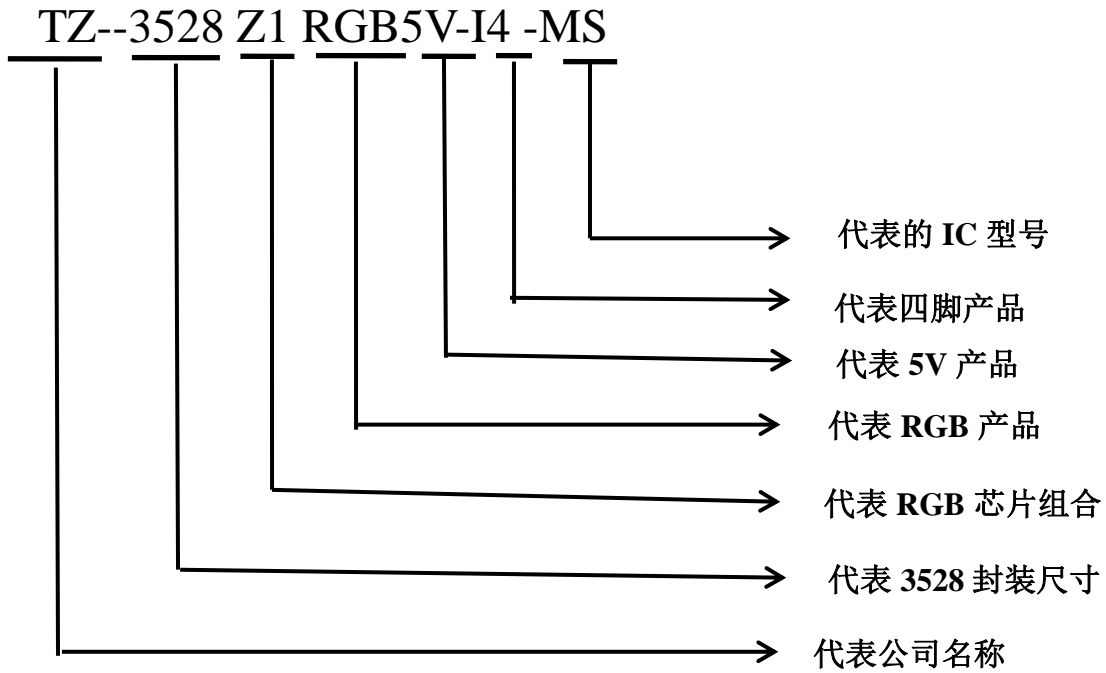 TZ--3528 Z1 RGB5V-I4 -MS
代表的 IC 型号
代表四脚产品
代表 5V 产品
代表 RGB 产品
代表 RGB 芯片组合
代表 3528 封装尺寸
代表公司名称